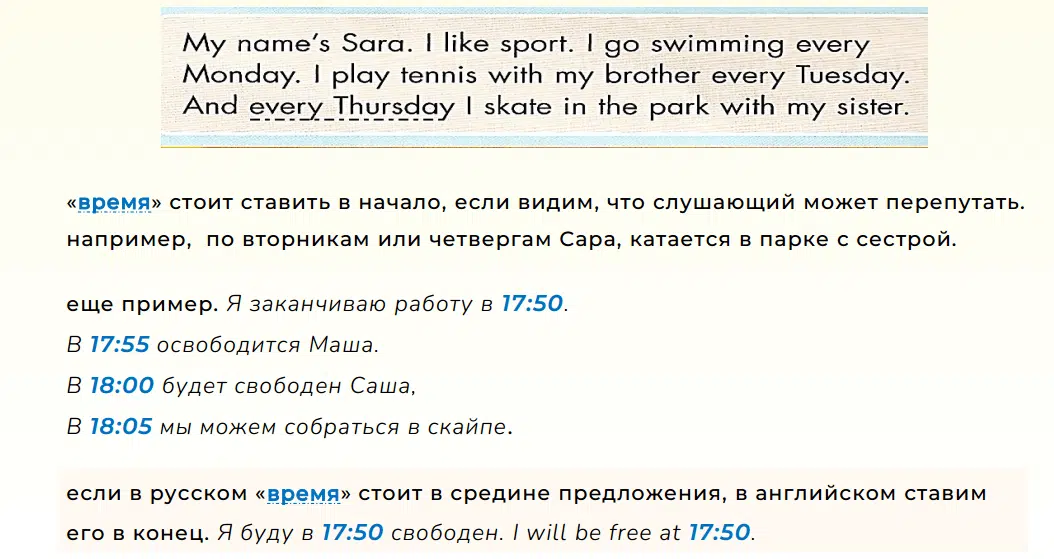 My name's Sara. I like sport. I go swimming every
Monday. I play tennis with my brother every Tuesday.
And every Thursday I skate in the park with my sister.
«время» стоит ставить в начало, если видим, что слушающий может перепутать.
например, по вторникам или четвергам Сара, катается в парке с сестрой.
еще пример. Я заканчиваю работу в 17:50.
В 17:55 освободится Маша.
В 18:00 будет свободен Саша,
В 18:05 мы можем собраться в скайпе.
если в русском «время» стоит в средине предложения, в английском ставим
его в конец. Я буду в 17:50 свободен. I will be free at 17:50.